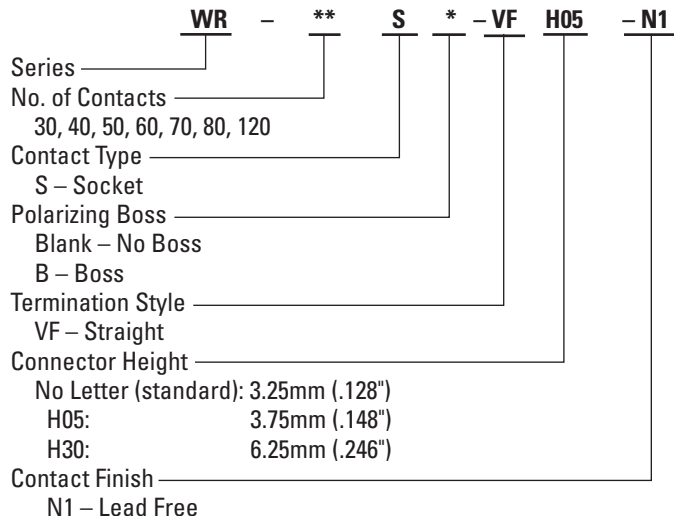 WR – ** S * – VF H05 – N1
Series
No. of Contacts
30, 40, 50, 60, 70, 80, 120
Contact Type
S – Socket
Polarizing Boss
Blank – No Boss
B – Boss
Termination Style
VF – Straight
Connector Height
No Letter (standard): 3.25mm (.128")
H05: 3.75mm (.148")
H30: 6.25mm (.246")
Contact Finish
N1 – Lead Free